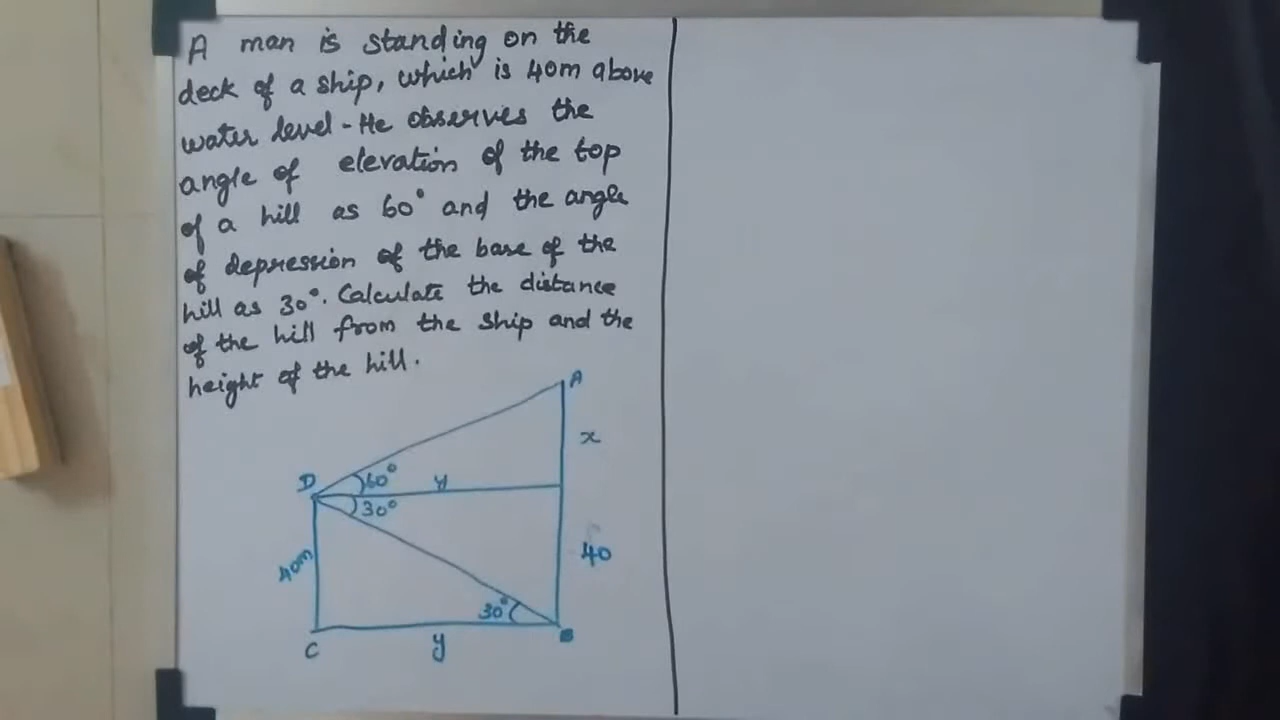 A man is standing on the
deck of a ship, which is 40m above
water level - He observes the
angle of elevation of the top
of a hill as 60° and the angle
of depression of the base of the
hill as 30°. Calculate the distance
of the hill from the ship and the
height of the hill.
A
x
D 60° y
30°
40m
40
30°
C y B